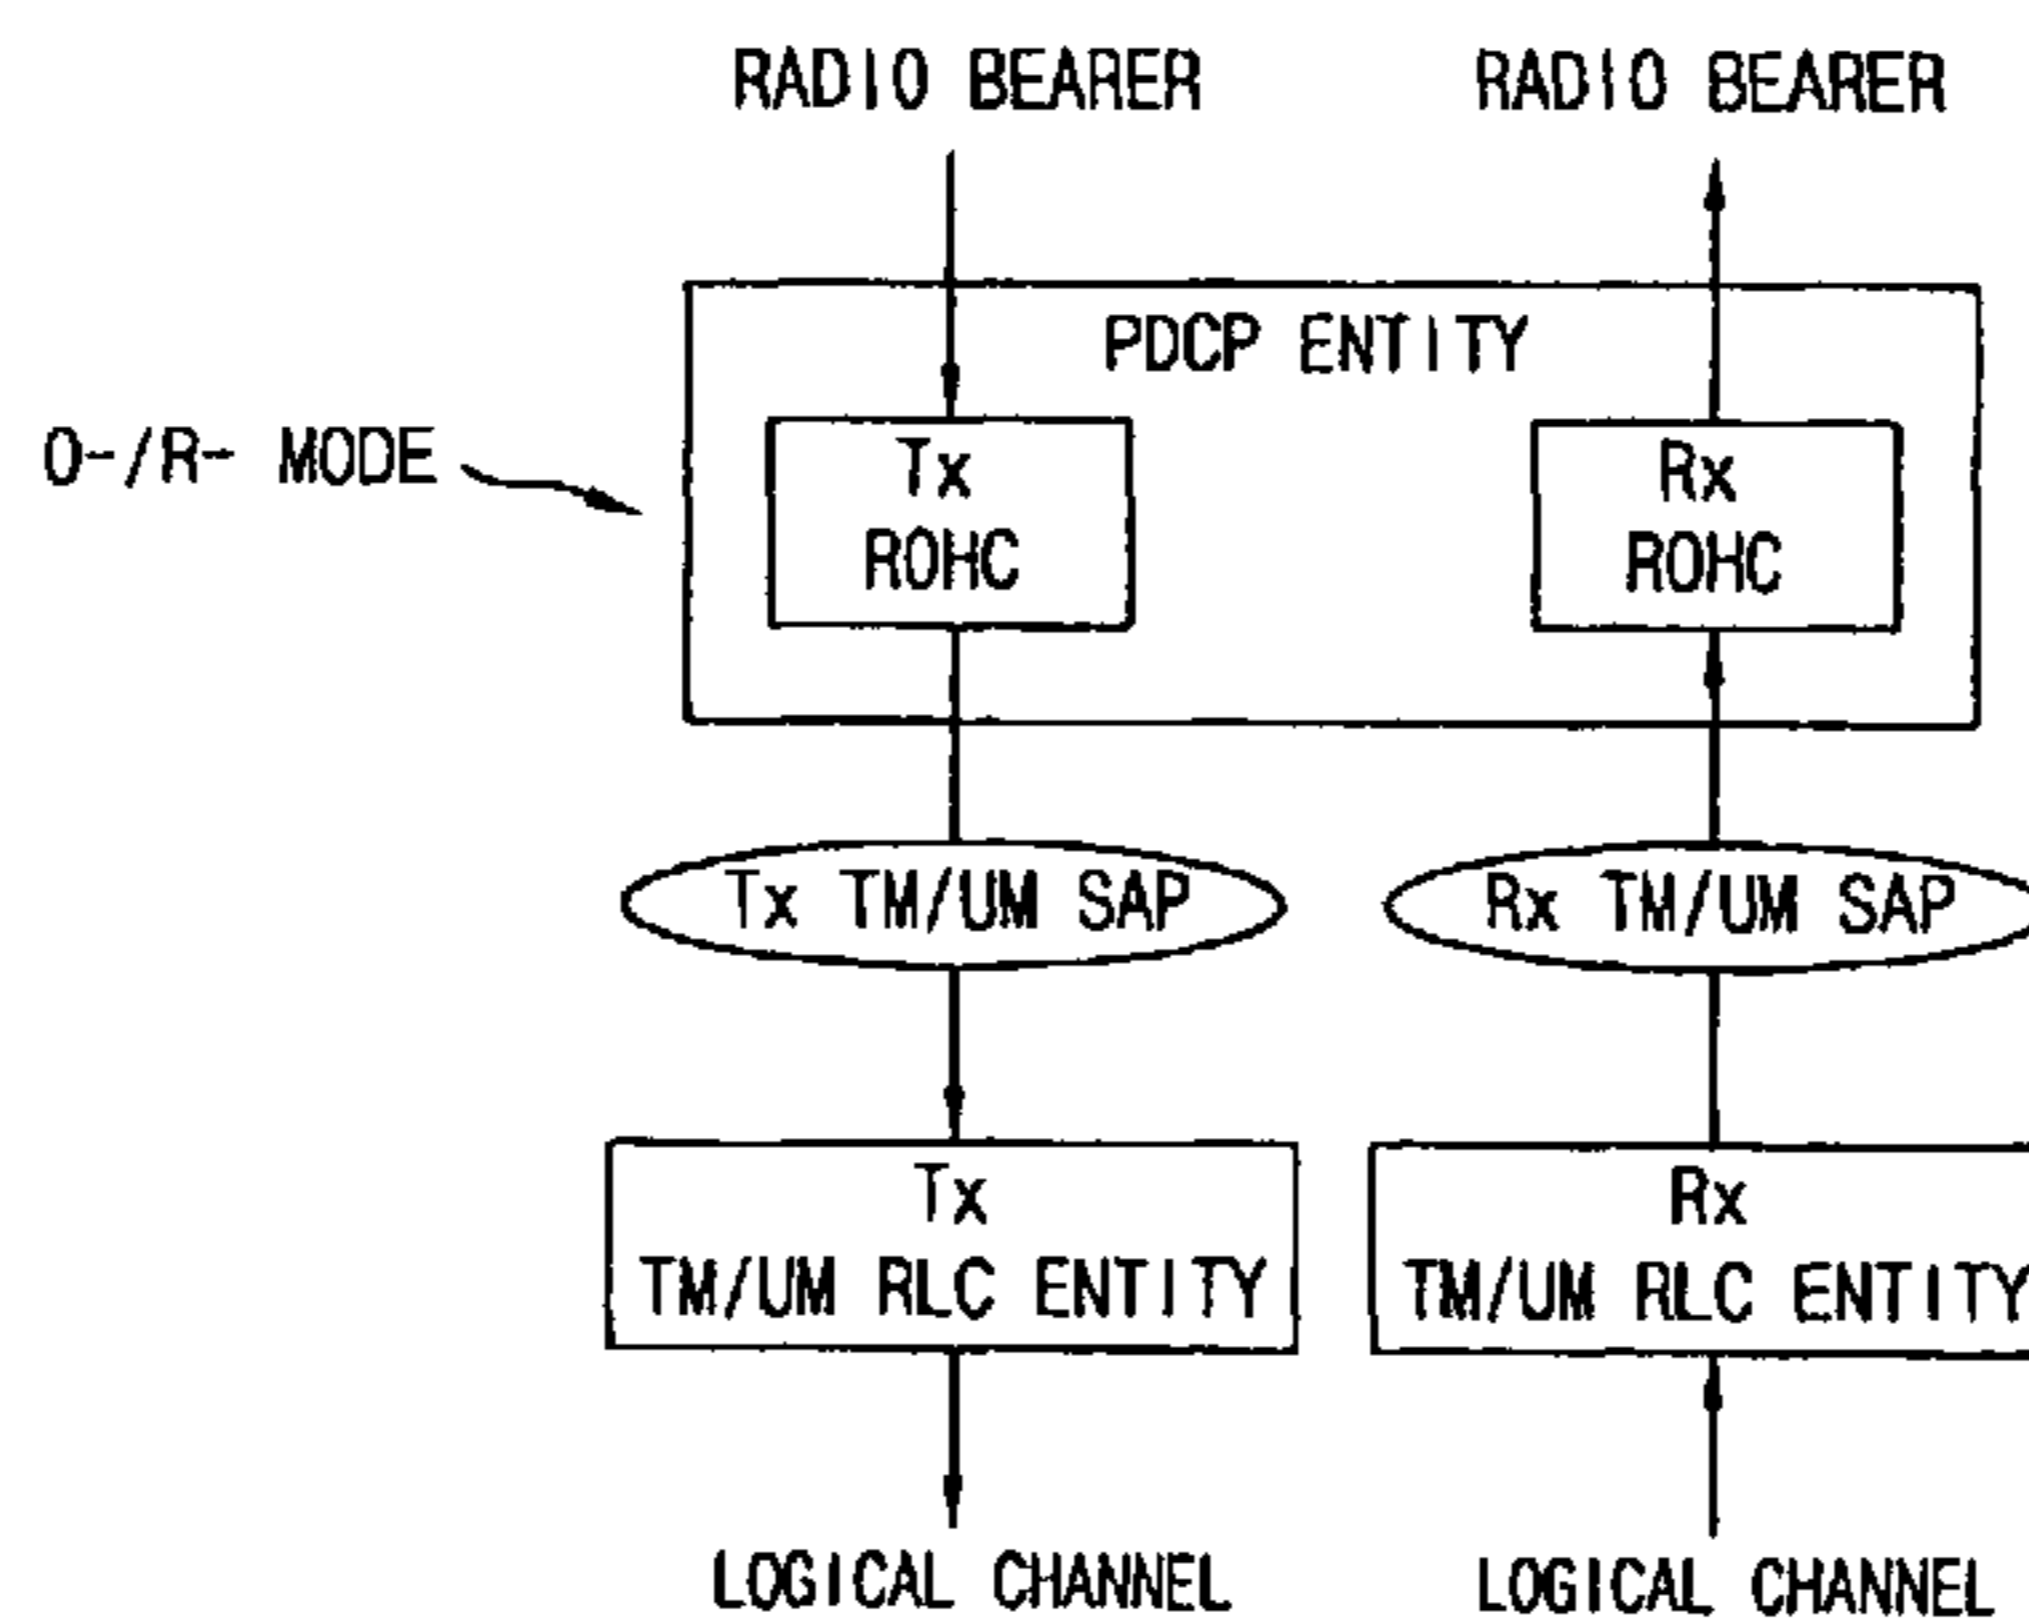 RADIO BEARER RADIO BEARER
PDCP ENTITY
O-/R- MODE
Tx
ROHC
Rx
ROHC
Tx TM/UM SAP
Rx TM/UM SAP
Tx
TM/UM RLC ENTITY
Rx
TM/UM RLC ENTITY
LOGICAL CHANNEL LOGICAL CHANNEL